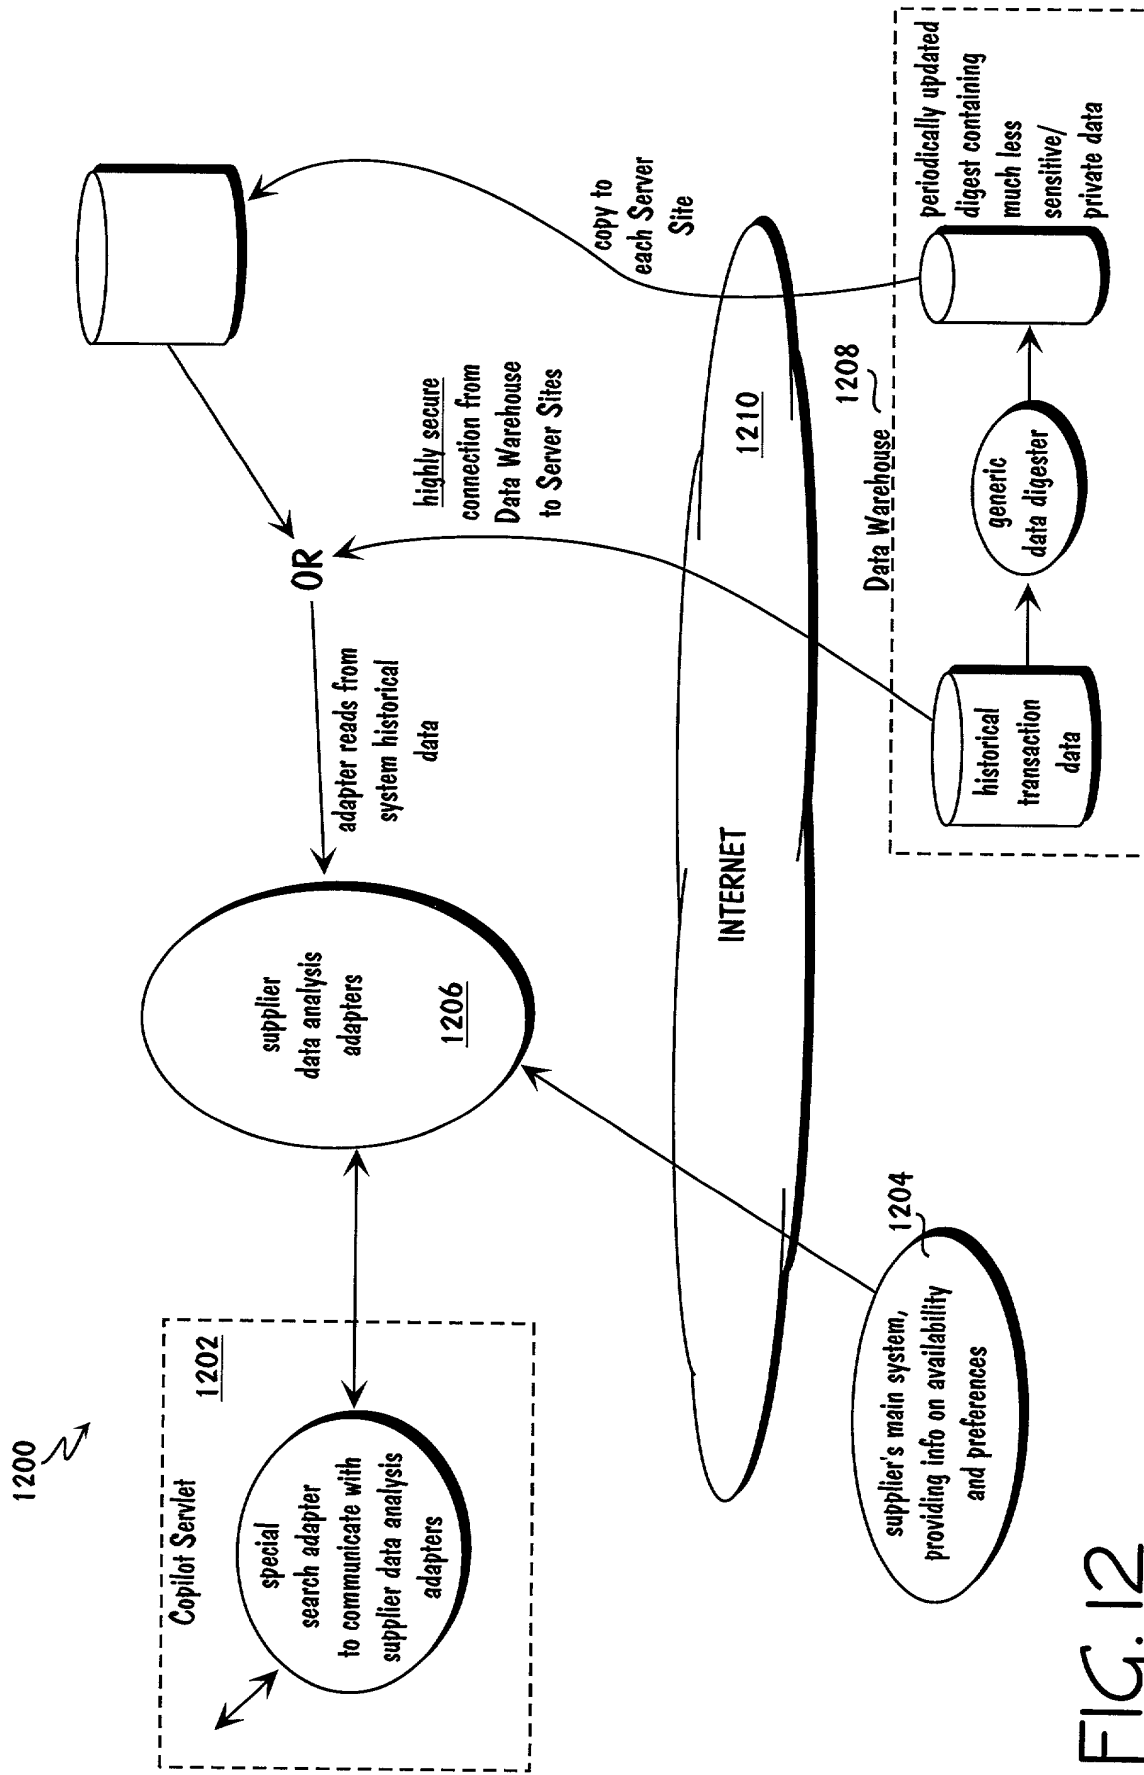 1200
Copilot Servlet
1202
special
search adapter
to communicate with
supplier data analysis
adapters
supplier
data analysis
adapters
1206
adapter reads from
system historical
data
OR
highly secure
connection from
Data Warehouse
to Server Sites
copy to
each Server
Site
INTERNET
1210
1204
supplier's main system,
providing info on availability
and preferences
Data Warehouse
1208
historical
transaction
data
generic
data digester
periodically updated
digest containing
much less
sensitive/
private data
FIG. 12